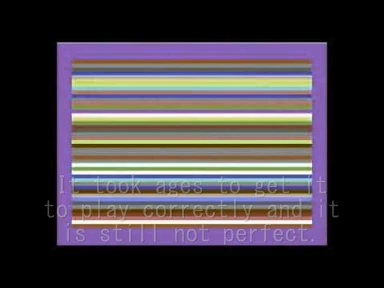 It took ages to get it
to play correctly and it
is still not perfect.